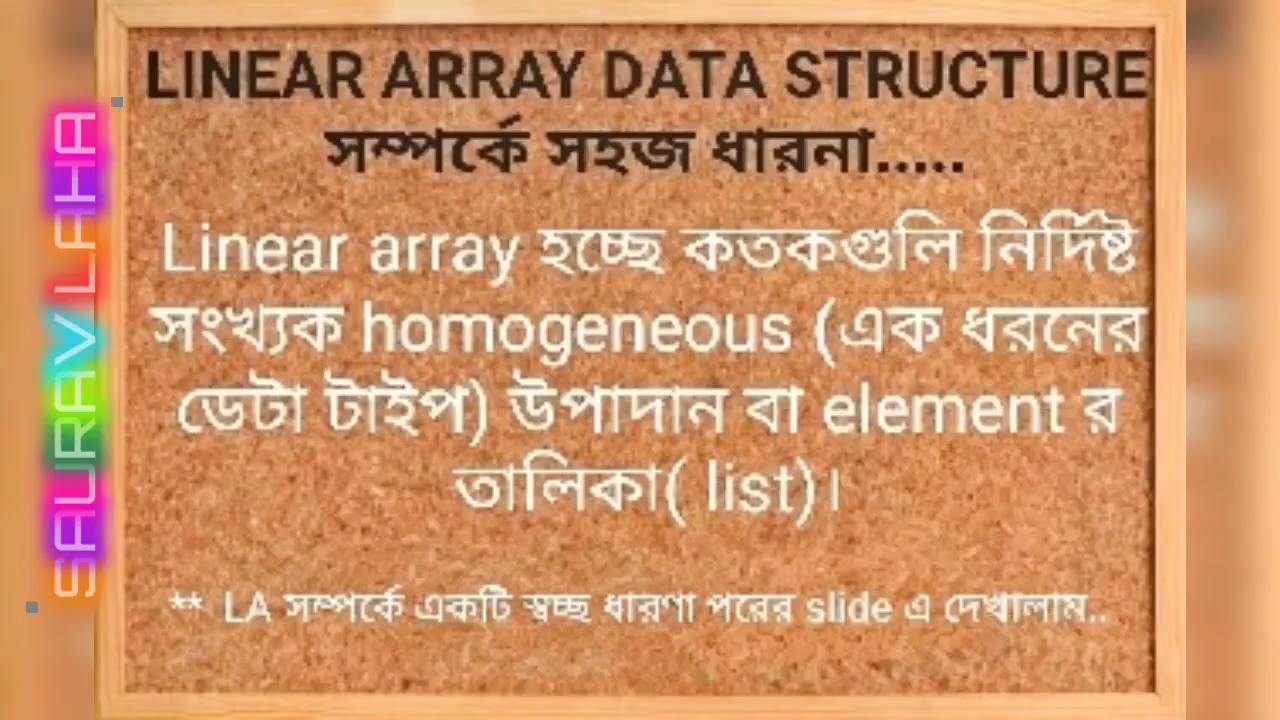 LINEAR ARRAY DATA STRUCTURE
সম্পর্কে সহজ ধারনা.....
Linear array হচ্ছে কতকগুলি নির্দিষ্ট
সংখ্যক homogeneous (এক ধরনের
ডেটা টাইপ) উপাদান বা element র
তালিকা( list)।
** LA সম্পর্কে একটি স্বচ্ছ ধারণা পরের slide এ দেখালাম..
SAURAV LAHA